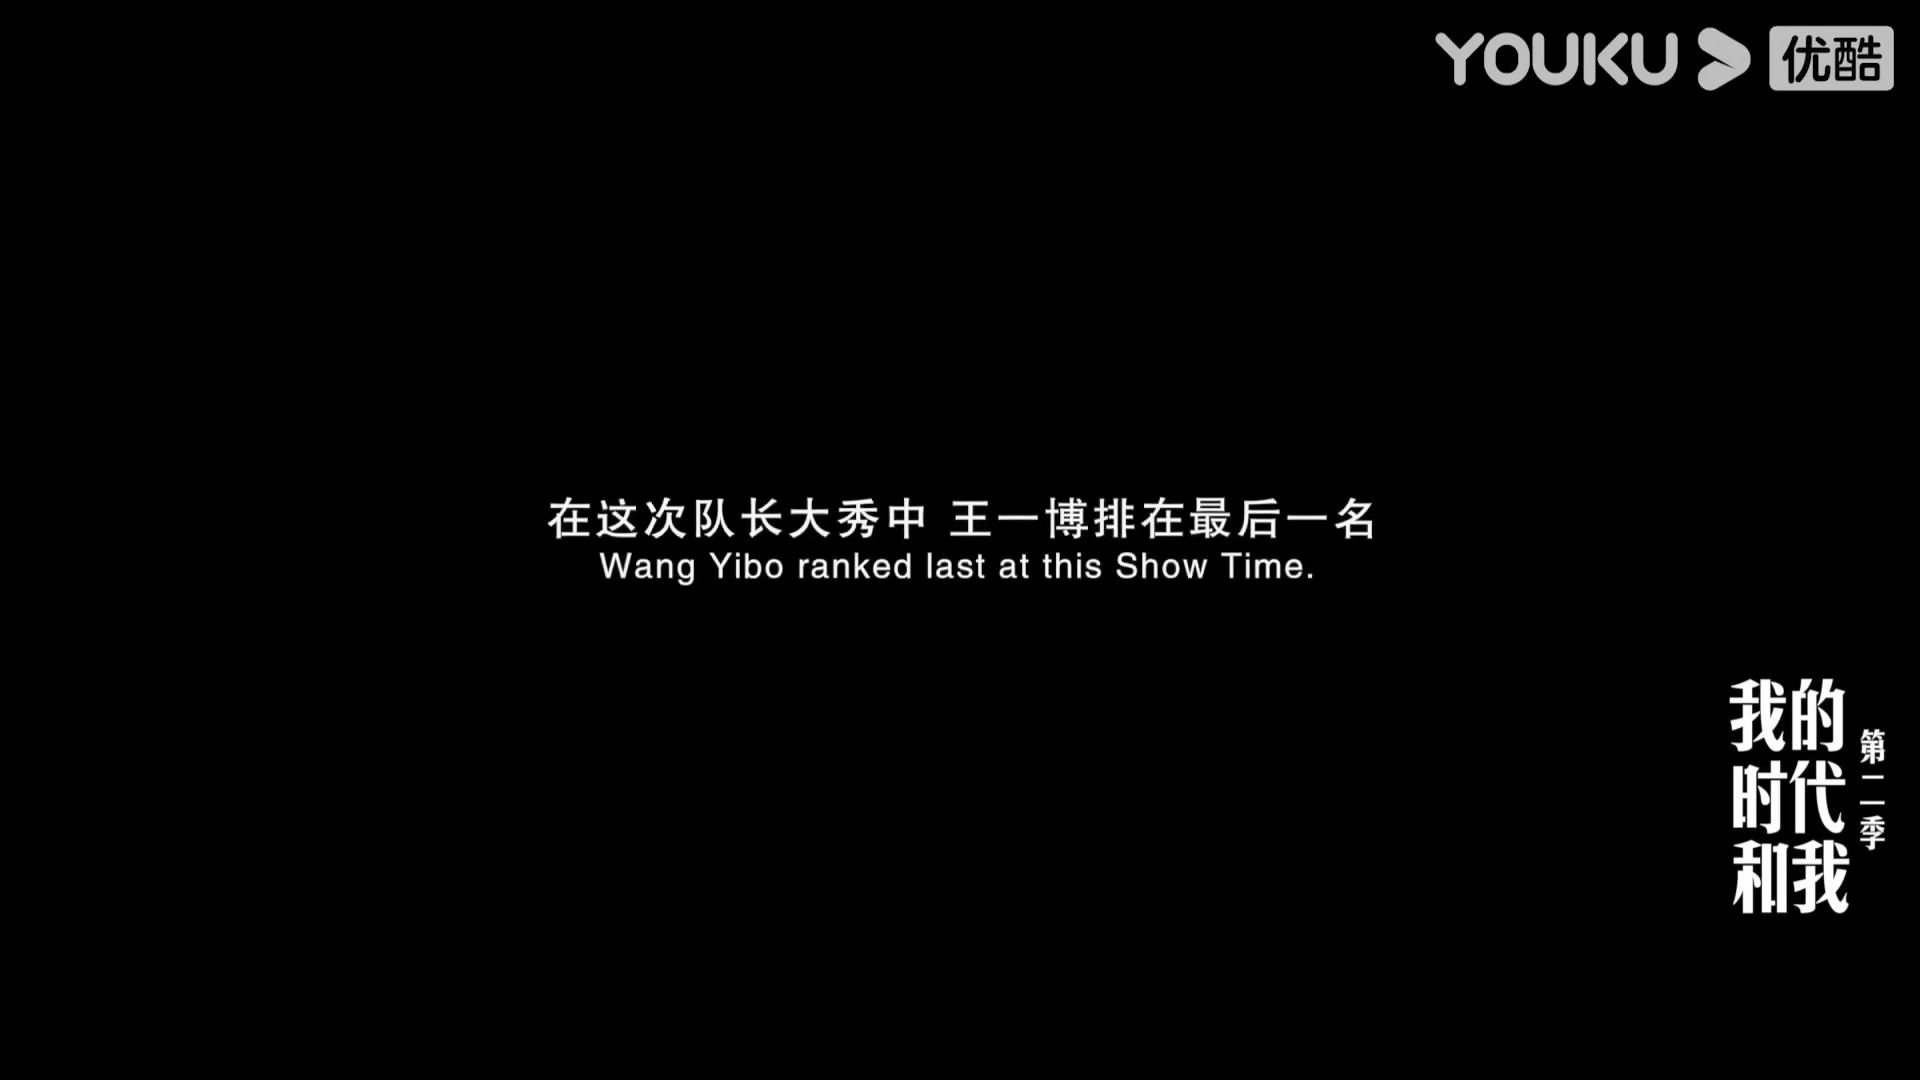 YOUKU 优酷
在这次队长大秀中 王一博排在最后一名
Wang Yibo ranked last at this Show Time.
我的
时代
和我
第二季